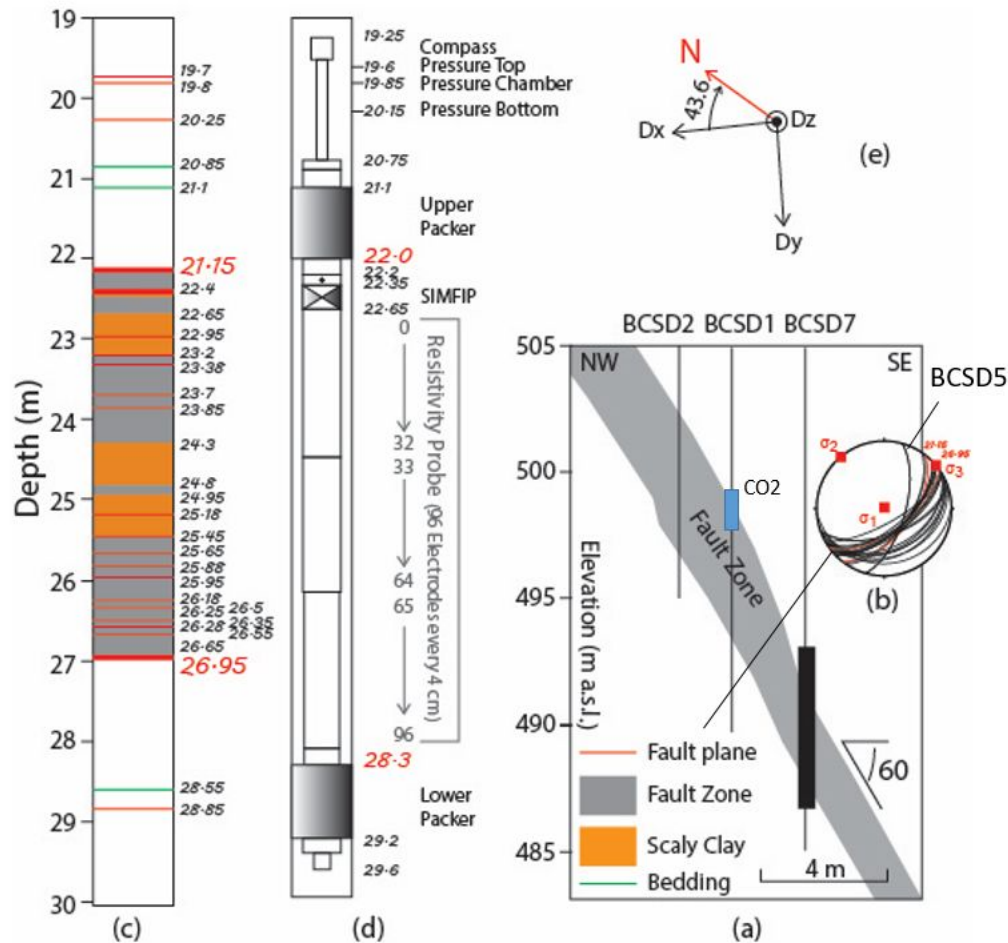 19
20
21
22
23
24
25
26
27
28
29
30
Depth (m)
19.7
19.8
20.25
20.85
21.1
21.15
22.4
22.65
22.95
23.2
23.38
23.7
23.85
24.3
24.8
24.95
25.18
25.45
25.65
25.88
25.95
26.18
26.25
26.5
26.35
26.28
26.55
26.65
26.95
28.55
28.85
(c)
19.25
Compass
19.6
Pressure Top
19.85
Pressure Chamber
20.15
Pressure Bottom
20.75
21.1
Upper
Packer
22.0
22.2
22.35
SIMFIP
22.65
0
32
33
64
65
96
Resistivity Probe (96 Electrodes every 4 cm)
28.3
Lower
Packer
29.2
29.6
(d)
N
43.6
Dx
Dz
Dy
(e)
BCSD2 BCSD1 BCSD7
505
NW
SE
BCSD5
500
495
490
485
Elevation (m a.s.l.)
CO2
Fault Zone
σ2
21-15
26-95
σ3
σ1
(b)
60
Fault plane
Fault Zone
Scaly Clay
Bedding
4 m
(a)